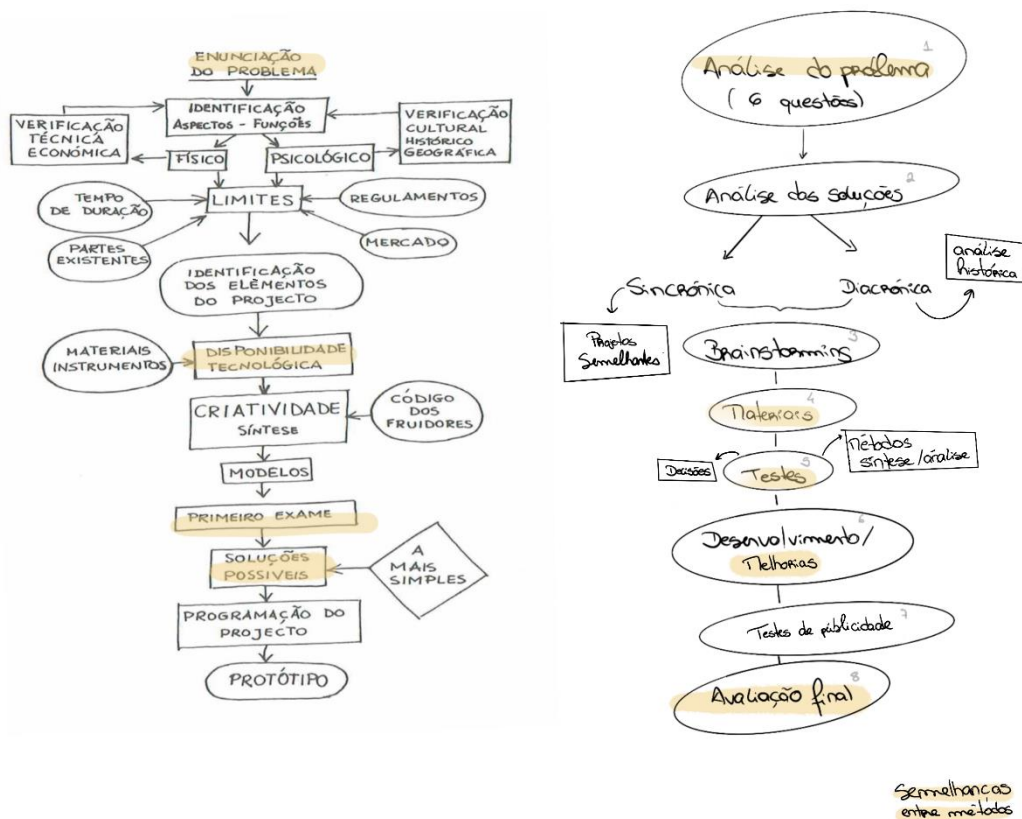 ENUNCIAÇÃO
DO PROBLEMA
IDENTIFICAÇÃO
ASPECTOS - FUNÇÕES
VERIFICAÇÃO
TÉCNICA
ECONÓMICA
VERIFICAÇÃO
CULTURAL
HISTÓRICO
GEOGRÁFICA
FÍSICO
PSICOLÓGICO
TEMPO
DE DURAÇÃO
LIMITES
REGULAMENTOS
PARTES
EXISTENTES
MERCADO
IDENTIFICAÇÃO
DOS ELEMENTOS
DO PROJECTO
MATERIAIS
INSTRUMENTOS
DISPONIBILIDADE
TECNOLÓGICA
CRIATIVIDADE
SÍNTESE
CÓDIGO
DOS
FRUIDORES
MODELOS
PRIMEIRO EXAME
SOLUÇÕES
POSSIVEIS
A
MAIS
SIMPLES
PROGRAMAÇÃO DO
PROJECTO
PROTÓTIPO
1
Análise do problema
(6 questões)
2
Análise das soluções
Sincrónica
Diacrónica
análise
histórica
Projetos
Semelhantes
3
Brainstorming
4
Materiais
5
Testes
Decisões
Métodos
síntese/análise
6
Desenvolvimento/
Melhorias
7
Testes de públicidade
8
Avaliação final
Semelhanças
entre métodos